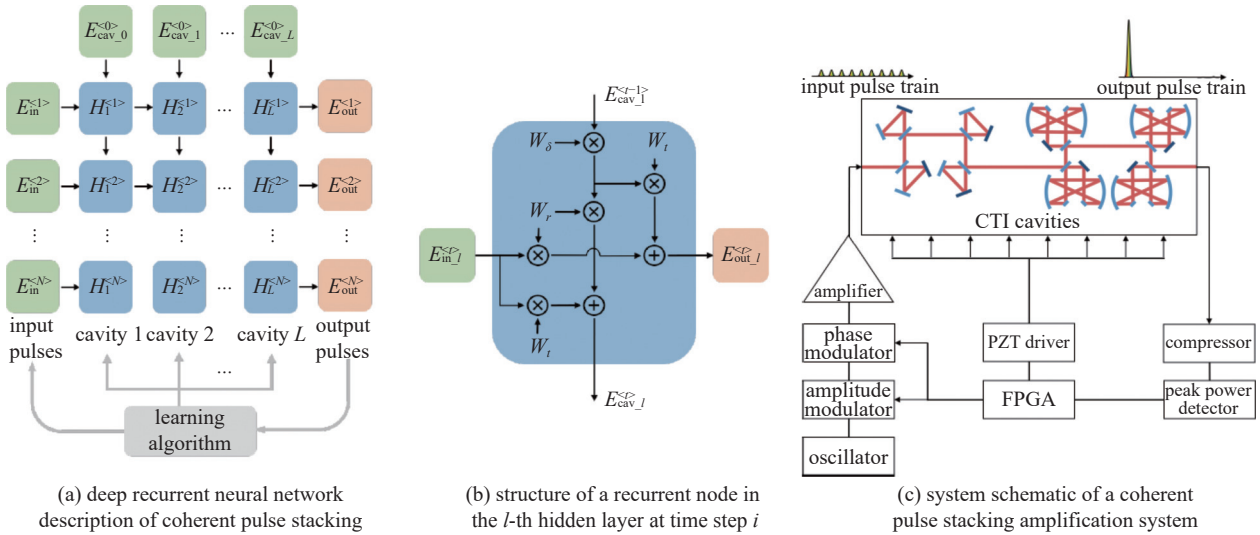 E_cav_0^<0> E_cav_1^<0> ... E_cav_L^<0>
E_in^<1> H_1^<1> H_2^<1> ... H_L^<1> E_out^<1>
E_in^<2> H_1^<2> H_2^<2> ... H_L^<2> E_out^<2>
⋮ ⋮ ⋮ ⋮ ⋮
E_in^<N> H_1^<N> H_2^<N> ... H_L^<N> E_out^<N>
input
pulses
cavity 1 cavity 2 cavity L
output
pulses
...
learning
algorithm
(a) deep recurrent neural network
description of coherent pulse stacking
E_cav_1^<t−1>
W_δ W_t
W_r
E_in_l^<t> E_out_l^<t>
W_t
E_cav_l^<t>
(b) structure of a recurrent node in
the l-th hidden layer at time step i
input pulse train output pulse train
CTI cavities
amplifier
phase
modulator
PZT driver
compressor
amplitude
modulator
FPGA
peak power
detector
oscillator
(c) system schematic of a coherent
pulse stacking amplification system